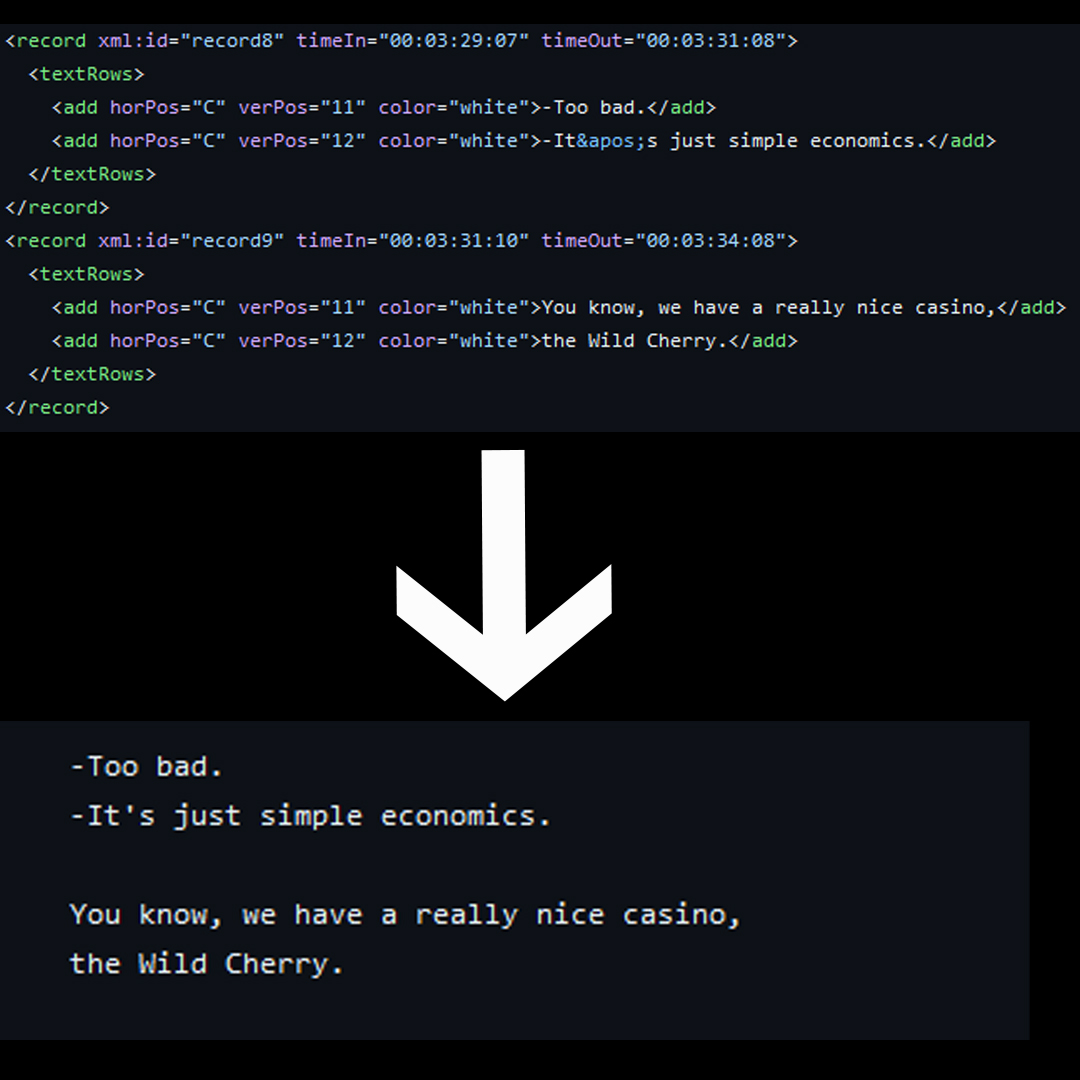 <record xml:id="record8" timeIn="00:03:29:07" timeOut="00:03:31:08">
  <textRows>
    <add horPos="C" verPos="11" color="white">-Too bad.</add>
    <add horPos="C" verPos="12" color="white">-It&apos;s just simple economics.</add>
  </textRows>
</record>
<record xml:id="record9" timeIn="00:03:31:10" timeOut="00:03:34:08">
  <textRows>
    <add horPos="C" verPos="11" color="white">You know, we have a really nice casino,</add>
    <add horPos="C" verPos="12" color="white">the Wild Cherry.</add>
  </textRows>
</record>
-Too bad.
-It's just simple economics.
You know, we have a really nice casino,
the Wild Cherry.